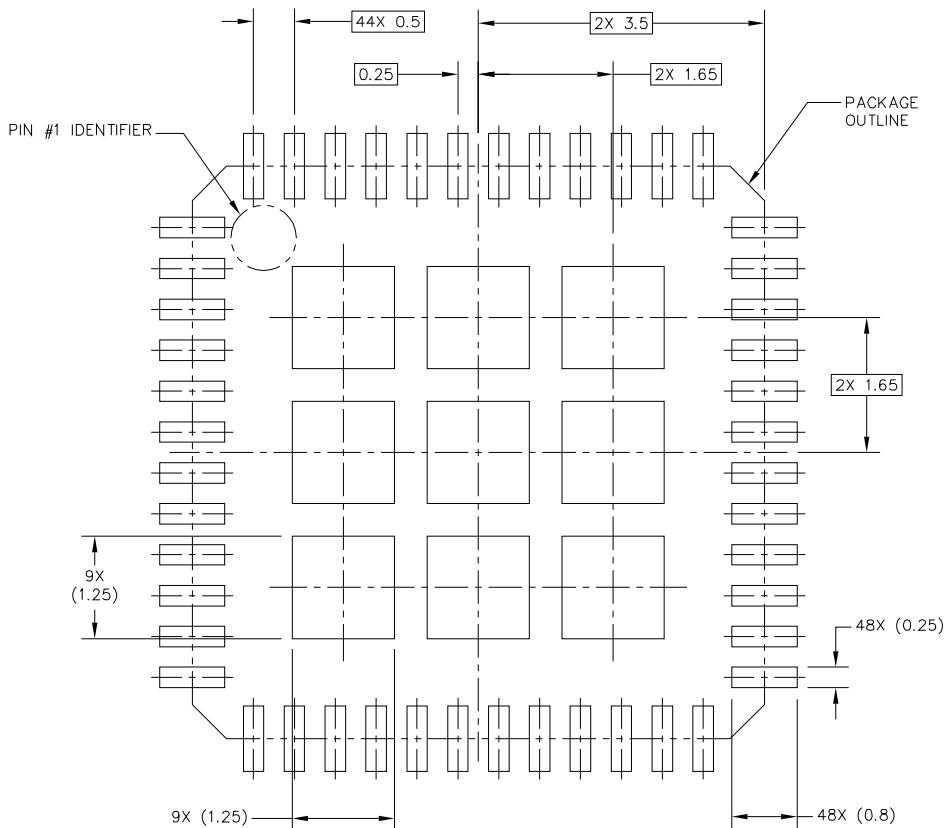 44X 0.5
2X 3.5
0.25
2X 1.65
PIN #1 IDENTIFIER
PACKAGE
OUTLINE
2X 1.65
9X
(1.25)
48X (0.25)
9X (1.25)
48X (0.8)